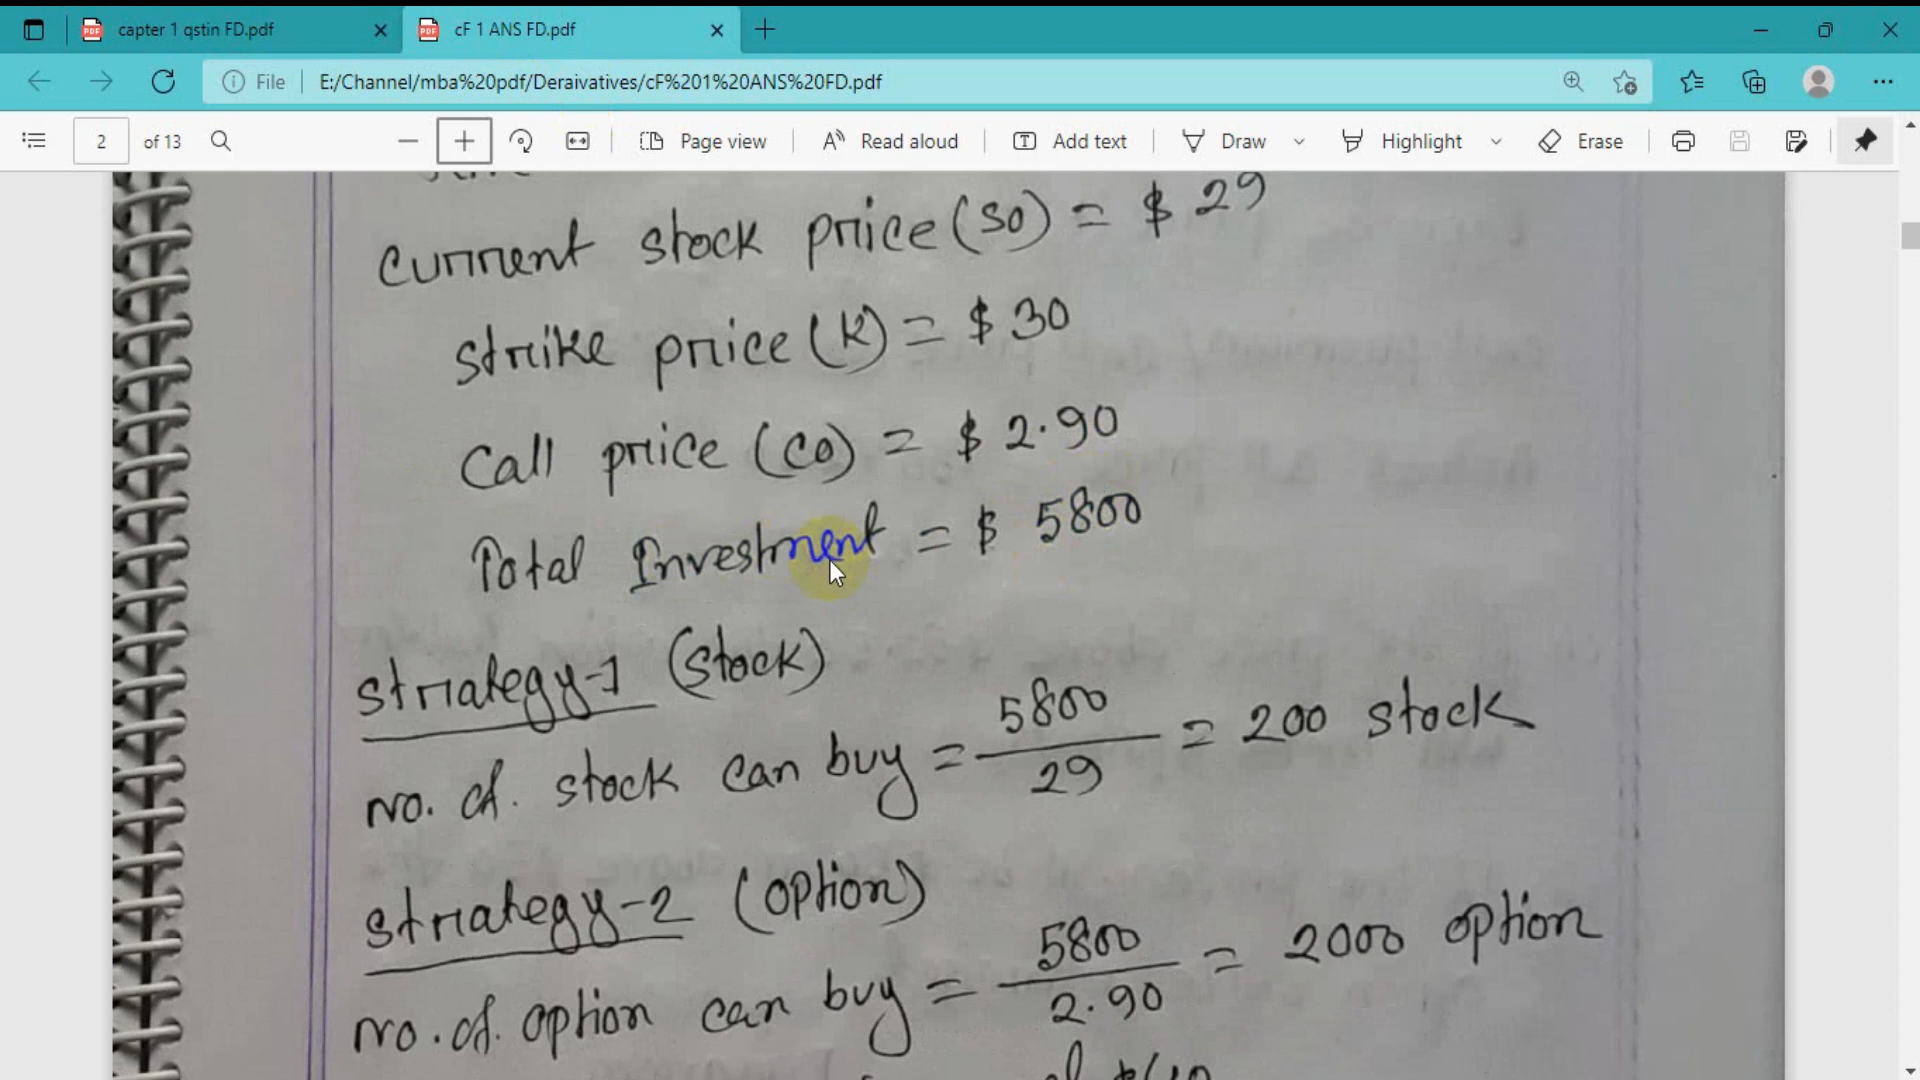 capter 1 qstin FD.pdf
cF 1 ANS FD.pdf
File
E:/Channel/mba%20pdf/Deraivatives/cF%201%20ANS%20FD.pdf
2 of 13
Page view
Read aloud
Add text
Draw
Highlight
Erase
Current stock price (S0) = $ 29
strike price (K) = $ 30
Call price (C0) = $ 2.90
Total Investment = $ 5800
strategy-1 (stock)
no. of. stock can buy = 5800 / 29 = 200 stock
strategy-2 (option)
no. of. option can buy = 5800 / 2.90 = 2000 option